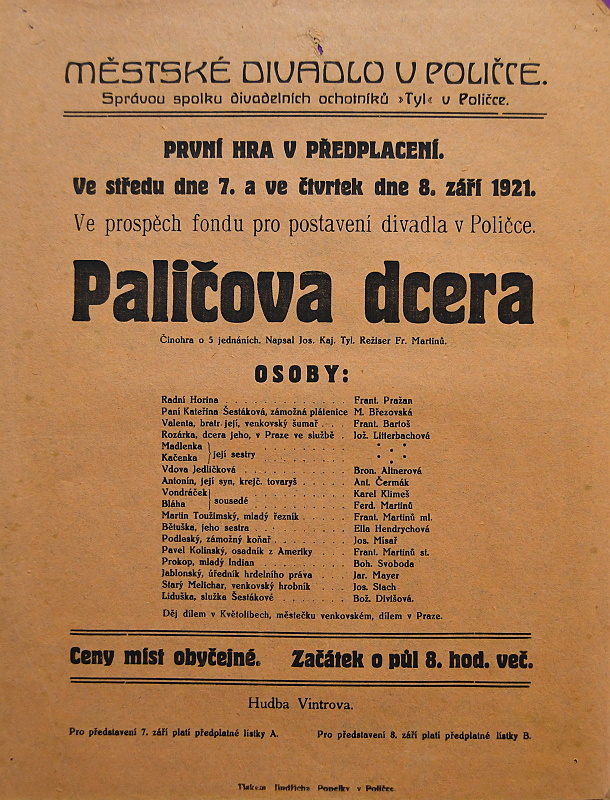 MĚSTSKÉ DIVADLO V POLIČCE.
Správou spolku divadelních ochotníků »Tyl« v Poličce.
PRVNÍ HRA V PŘEDPLACENÍ.
Ve středu dne 7. a ve čtvrtek dne 8. září 1921.
Ve prospěch fondu pro postavení divadla v Poličce.
Paličova dcera
Činohra o 5 jednáních. Napsal Jos. Kaj. Tyl. Režiser Fr. Martinů.
OSOBY:
Radní Horina . . . . . . . . . . . . Frant. Pražan
Paní Kateřina Šestáková, zámožná plátenice M. Březovská
Valenta, bratr její, venkovský šumař . . Frant. Bartoš
Rozárka, dcera jeho, v Praze ve službě . Jož. Litterbachová
Madlenka } její sestry . . . . . . . . * * *
Kačenka } . . . . . . . . * * *
Vdova Jedličková . . . . . . . . . . Bron. Altnerová
Antonín, její syn, krejč. tovaryš . . . . Ant. Čermák
Vondráček } sousedé . . . . . . . . Karel Klimeš
Bláha } . . . . . . . . Ferd. Martinů
Martin Toužimský, mladý řezník . . . . Frant. Martinů ml.
Bětuška, jeho sestra . . . . . . . . Ella Hendrychová
Podleský, zámožný koňař . . . . . . . Jos. Misař
Pavel Kolinský, osadník z Ameriky . . . Frant. Martinů st.
Prokop, mladý Indian . . . . . . . . Boh. Svoboda
Jablonský, úředník hrdelního práva . . . Jar. Mayer
Starý Melichar, venkovský hrobník . . . Jos. Stach
Liduška, služka Šestákové . . . . . . . Bož. Divišová.
Děj dílem v Květolibech, městečku venkovském, dílem v Praze.
Ceny míst obyčejné. Začátek o půl 8. hod. več.
Hudba Vintrova.
Pro představení 7. září platí předplatné lístky A. Pro představení 8. září platí předplatné lístky B.
Tiskem Jindřicha Popelky v Poličce.